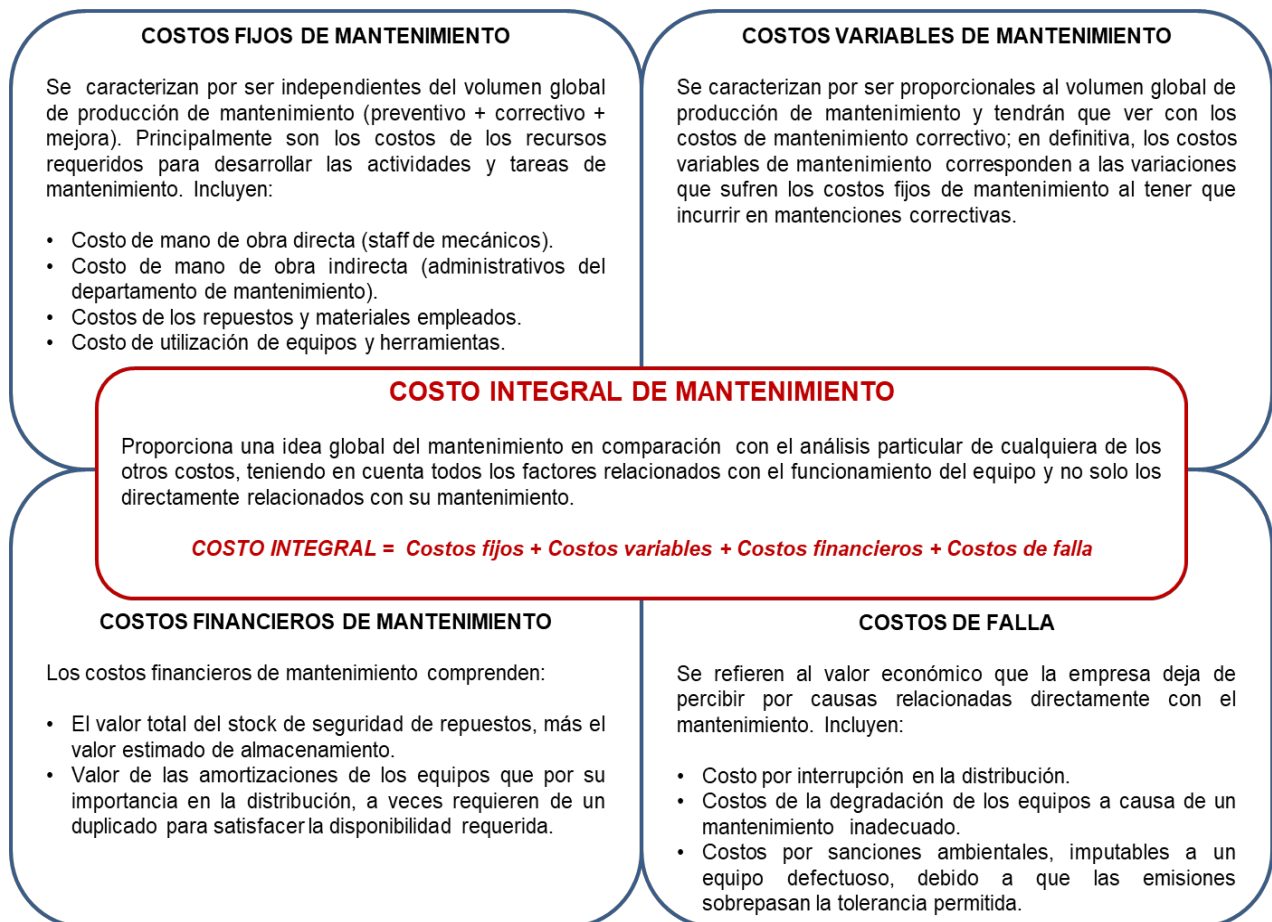 COSTOS FIJOS DE MANTENIMIENTO
Se caracterizan por ser independientes del volumen global
de producción de mantenimiento (preventivo + correctivo +
mejora). Principalmente son los costos de los recursos
requeridos para desarrollar las actividades y tareas de
mantenimiento. Incluyen:
• Costo de mano de obra directa (staff de mecánicos).
• Costo de mano de obra indirecta (administrativos del
departamento de mantenimiento).
• Costos de los repuestos y materiales empleados.
• Costo de utilización de equipos y herramientas.
COSTOS VARIABLES DE MANTENIMIENTO
Se caracterizan por ser proporcionales al volumen global de
producción de mantenimiento y tendrán que ver con los
costos de mantenimiento correctivo; en definitiva, los costos
variables de mantenimiento corresponden a las variaciones
que sufren los costos fijos de mantenimiento al tener que
incurrir en mantenciones correctivas.
COSTO INTEGRAL DE MANTENIMIENTO
Proporciona una idea global del mantenimiento en comparación con el análisis particular de cualquiera de los
otros costos, teniendo en cuenta todos los factores relacionados con el funcionamiento del equipo y no solo los
directamente relacionados con su mantenimiento.
COSTO INTEGRAL = Costos fijos + Costos variables + Costos financieros + Costos de falla
COSTOS FINANCIEROS DE MANTENIMIENTO
Los costos financieros de mantenimiento comprenden:
• El valor total del stock de seguridad de repuestos, más el
valor estimado de almacenamiento.
• Valor de las amortizaciones de los equipos que por su
importancia en la distribución, a veces requieren de un
duplicado para satisfacer la disponibilidad requerida.
COSTOS DE FALLA
Se refieren al valor económico que la empresa deja de
percibir por causas relacionadas directamente con el
mantenimiento. Incluyen:
• Costo por interrupción en la distribución.
• Costos de la degradación de los equipos a causa de un
mantenimiento inadecuado.
• Costos por sanciones ambientales, imputables a un
equipo defectuoso, debido a que las emisiones
sobrepasan la tolerancia permitida.